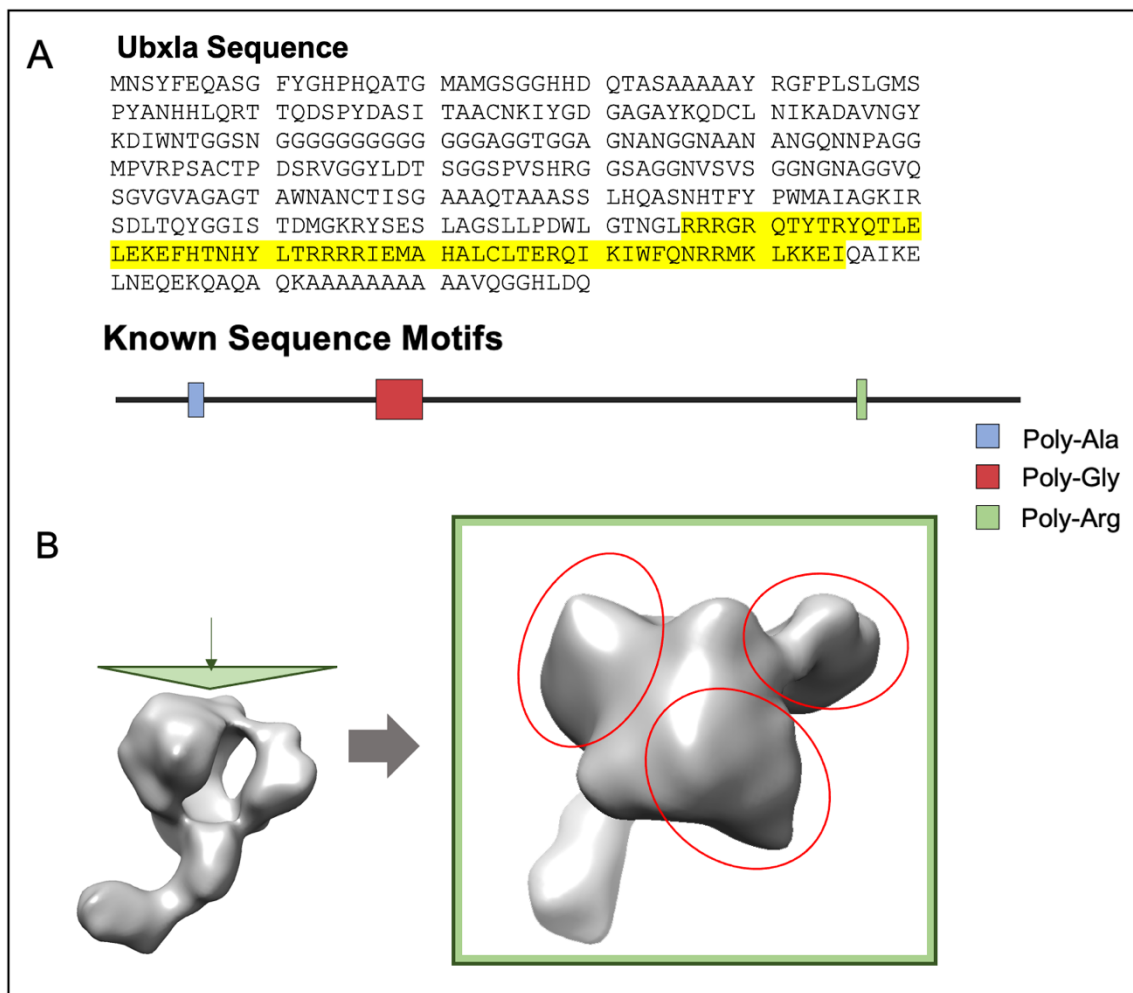 A
Ubxla Sequence
MNSYFEQASG FYGHPHQATG MAMGSGGHHD QTASAAAAAY RGFPLSLGMS
PYANHHLQRT TQDSPYDASI TAACNKIYGD GAGAYKQDCL NIKADAVNGY
KDIWNTGGSN GGGGGGGGGG GGGAGGTGGA GNANGGNAAN ANGQNNPAGG
MPVRPSACTP DSRVGGYLDT SGGSPVSHRG GSAGGNVSVS GGNGNAGGVQ
SGVGVAGAGT AWNANCTISG AAAQTAAASS LHQASNHTFY PWMAIAGKIR
SDLTQYGGIS TDMGKRYSES LAGSLLPDWL GTNGLRRRGR QTYTRYQTLE
LEKEFHTNHY LTRRRRIEMA HALCLTERQI KIWFQNRRMK LKKEIQAIKE
LNEQEKQAQA QKAAAAAAAA AAVQGGHLDQ
Known Sequence Motifs
Poly-Ala
Poly-Gly
Poly-Arg
B